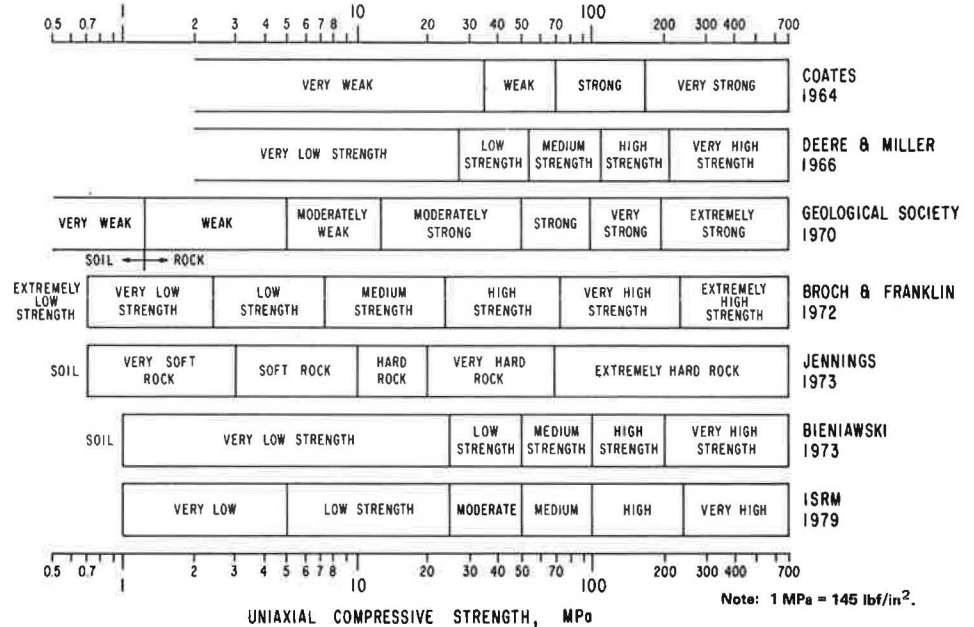 1 10 100
0.5 0.7 2 3 4 5 6 7 8 20 30 40 50 70 200 300 400 700
VERY WEAK
WEAK
STRONG
VERY STRONG
COATES
1964
VERY LOW STRENGTH
LOW
STRENGTH
MEDIUM
STRENGTH
HIGH
STRENGTH
VERY HIGH
STRENGTH
DEERE & MILLER
1966
VERY WEAK
WEAK
MODERATELY
WEAK
MODERATELY
STRONG
STRONG
VERY
STRONG
EXTREMELY
STRONG
GEOLOGICAL SOCIETY
1970
SOIL ROCK
EXTREMELY
LOW
STRENGTH
VERY LOW
STRENGTH
LOW
STRENGTH
MEDIUM
STRENGTH
HIGH
STRENGTH
VERY HIGH
STRENGTH
EXTREMELY
HIGH
STRENGTH
BROCH & FRANKLIN
1972
SOIL
VERY SOFT
ROCK
SOFT ROCK
HARD
ROCK
VERY HARD
ROCK
EXTREMELY HARD ROCK
JENNINGS
1973
SOIL
VERY LOW STRENGTH
LOW
STRENGTH
MEDIUM
STRENGTH
HIGH
STRENGTH
VERY HIGH
STRENGTH
BIENIAWSKI
1973
VERY LOW
LOW STRENGTH
MODERATE
MEDIUM
HIGH
VERY HIGH
ISRM
1979
0.5 0.7 2 3 4 5 6 7 8 20 30 40 50 70 200 300 400 700
1 10 100
UNIAXIAL COMPRESSIVE STRENGTH, MPa
Note: 1 MPa = 145 lbf/in².